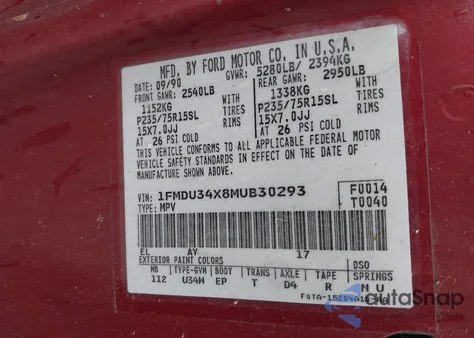 MFD. BY FORD MOTOR CO. IN U.S.A.
DATE: 09/90 GVWR: 5280LB/ 2394KG
FRONT GAWR: 2540LB REAR GAWR: 2950LB
1152KG WITH 1338KG WITH
P235/75R15SL TIRES P235/75R15SL TIRES
15X7.0JJ RIMS 15X7.0JJ RIMS
AT 26 PSI COLD AT 26 PSI COLD
THIS VEHICLE CONFORMS TO ALL APPLICABLE FEDERAL MOTOR
VEHICLE SAFETY STANDARDS IN EFFECT ON THE DATE OF
MANUFACTURE SHOWN ABOVE.
VIN: 1FMDU34X8MUB30293 F0014
TYPE: MPV T0040
EL AY 17
EXTERIOR PAINT COLORS DSO
WB TYPE-GVW BODY TRANS AXLE TAPE SPRINGS
112 U34W EP T D4 R N U
autoSnap